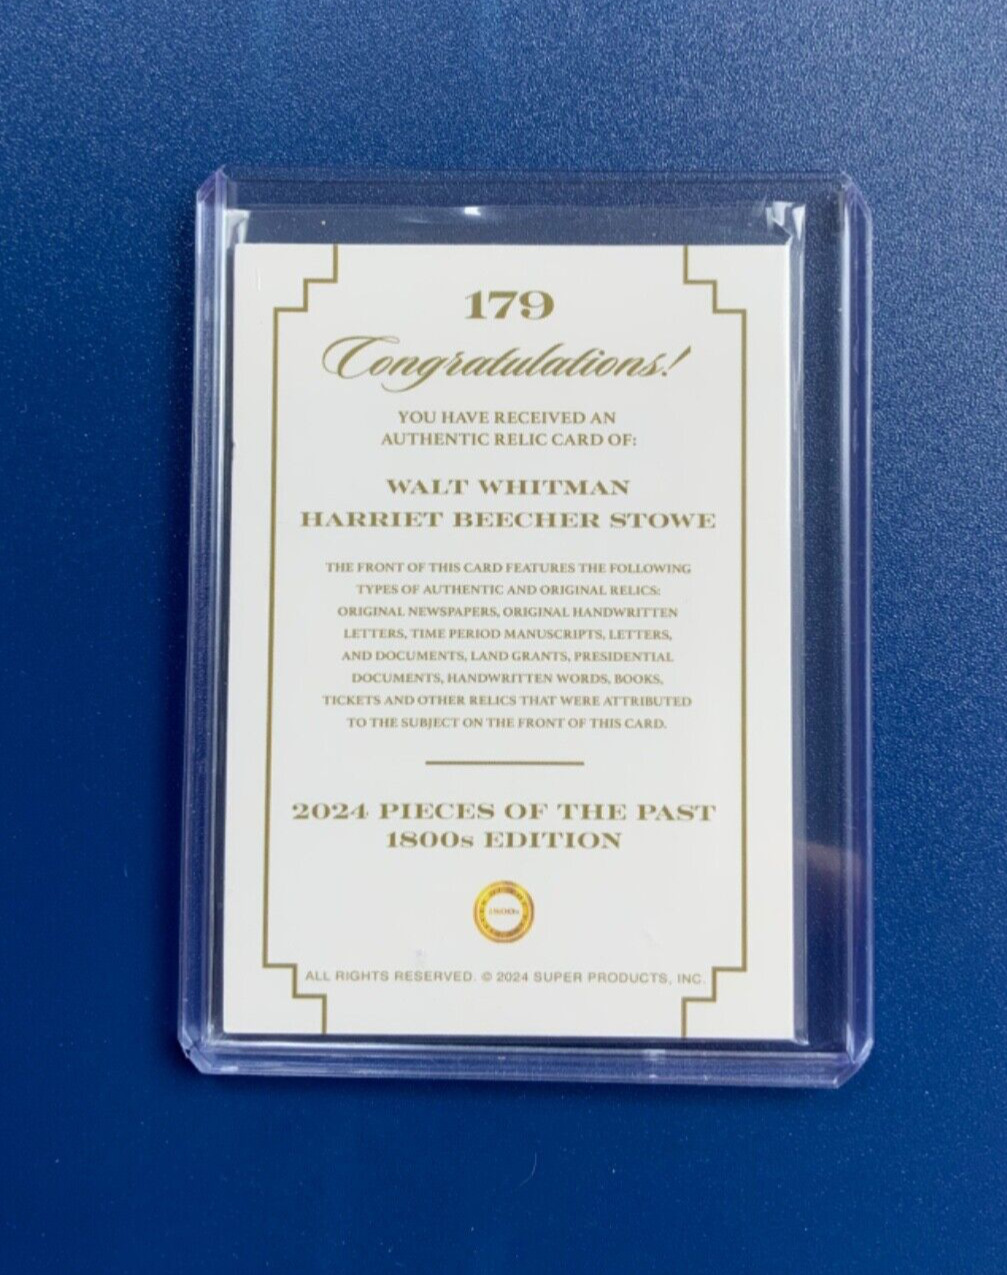 179
Congratulations!
YOU HAVE RECEIVED AN
AUTHENTIC RELIC CARD OF:
WALT WHITMAN
HARRIET BEECHER STOWE
THE FRONT OF THIS CARD FEATURES THE FOLLOWING
TYPES OF AUTHENTIC AND ORIGINAL RELICS:
ORIGINAL NEWSPAPERS, ORIGINAL HANDWRITTEN
LETTERS, TIME PERIOD MANUSCRIPTS, LETTERS,
AND DOCUMENTS, LAND GRANTS, PRESIDENTIAL
DOCUMENTS, HANDWRITTEN WORDS, BOOKS,
TICKETS AND OTHER RELICS THAT WERE ATTRIBUTED
TO THE SUBJECT ON THE FRONT OF THIS CARD.
2024 PIECES OF THE PAST
1800s EDITION
1800s
ALL RIGHTS RESERVED. © 2024 SUPER PRODUCTS, INC.